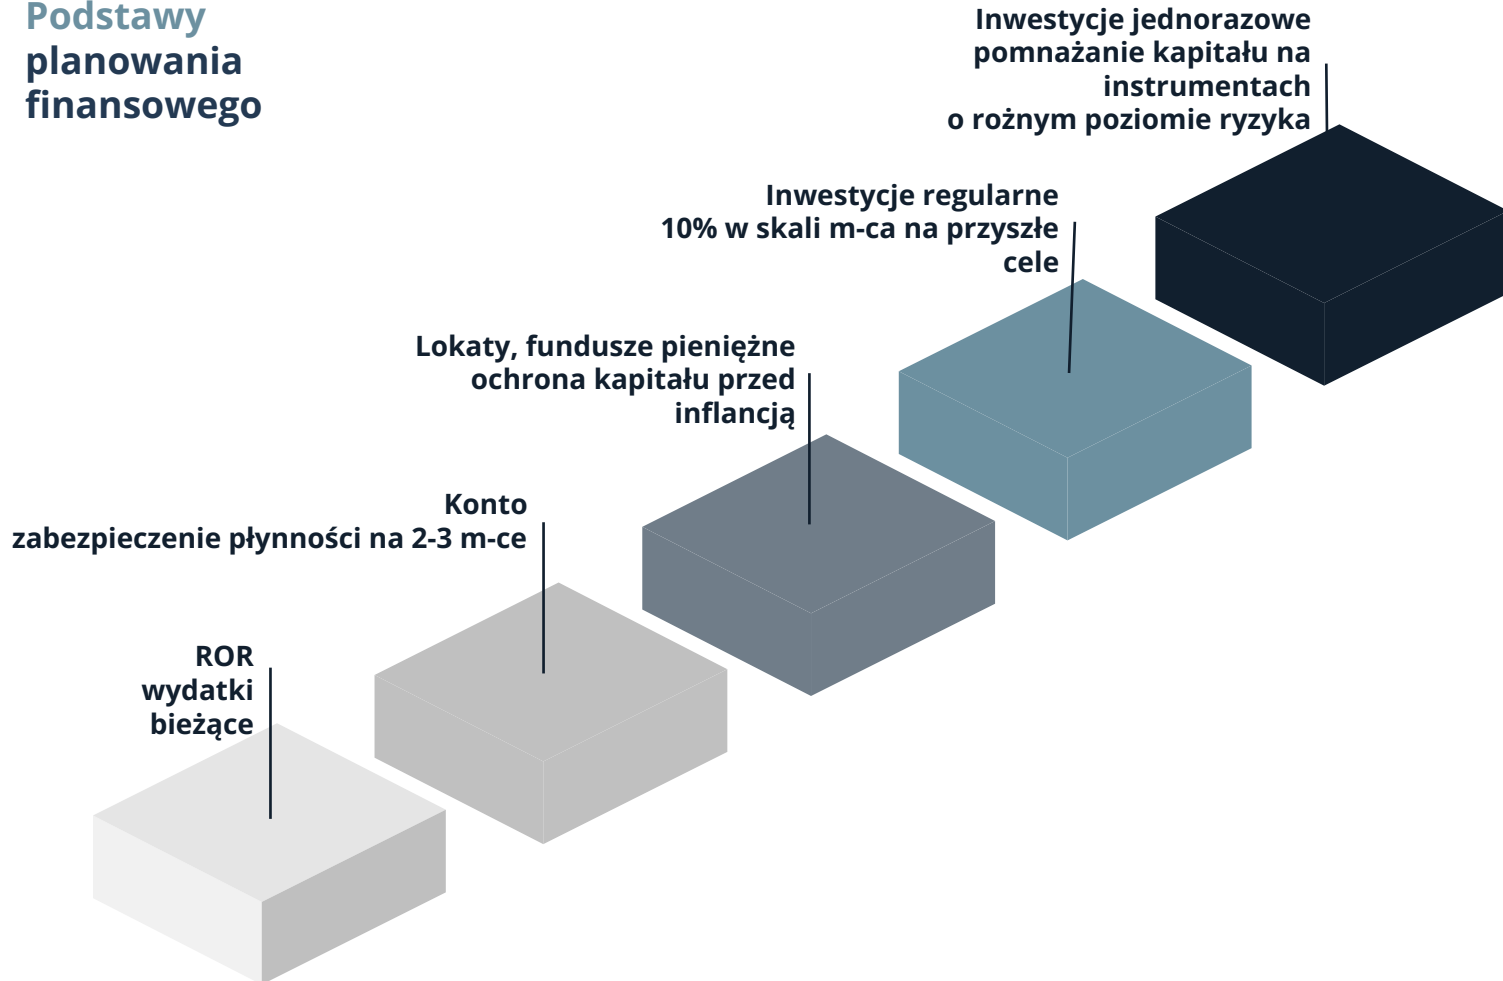 Podstawy
planowania
finansowego
Inwestycje jednorazowe
pomnażanie kapitału na
instrumentach
o rożnym poziomie ryzyka
Inwestycje regularne
10% w skali m-ca na przyszłe
cele
Lokaty, fundusze pieniężne
ochrona kapitału przed
inflancją
Konto
zabezpieczenie płynności na 2-3 m-ce
ROR
wydatki
bieżące